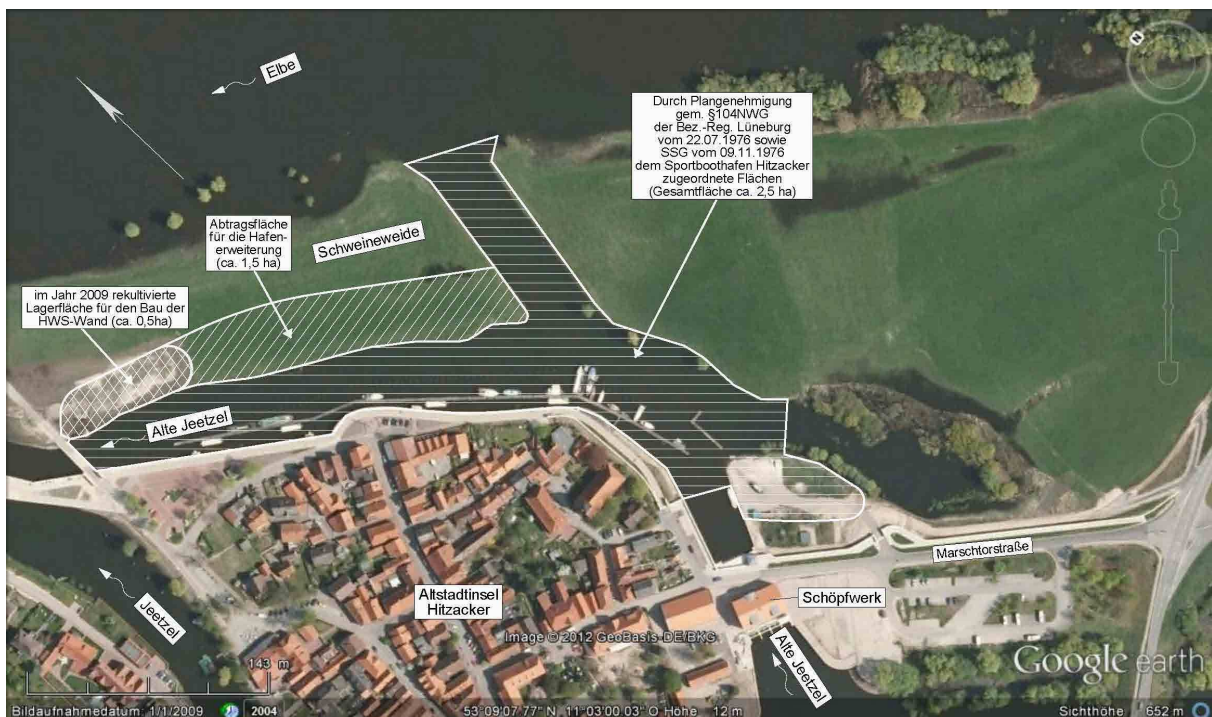 Elbe
N
Durch Plangenehmigung
gem. §104NWG
der Bez.-Reg. Lüneburg
vom 22.07.1976 sowie
SSG vom 09.11.1976
dem Sportboothafen Hitzacker
zugeordnete Flächen
(Gesamtfläche ca. 2,5 ha)
Abtragsfläche
für die Hafen-
erweiterung
(ca. 1,5 ha)
Schweineweide
im Jahr 2009 rekultivierte
Lagerfläche für den Bau der
HWS-Wand (ca. 0,5ha)
Alte Jeetzel
Marschtorstraße
Jeetzel
Altstadtinsel
Hitzacker
Schöpfwerk
Image © 2012 GeoBasis-DE/BKG
Alte Jeetzel
Google earth
143 m
Bildaufnahmedatum: 1/1/2009 2004 53°09'07.77" N 11°03'00.03" O Höhe 12 m Sichthöhe 652 m